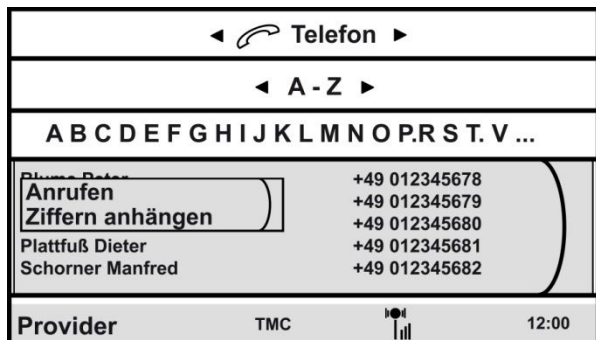 Telefon
A - Z
A B C D E F G H I J K L M N O P.R S T. V ...
+49 012345678
Anrufen +49 012345679
Ziffern anhängen +49 012345680
Plattfuß Dieter +49 012345681
Schorner Manfred +49 012345682
Provider TMC 12:00